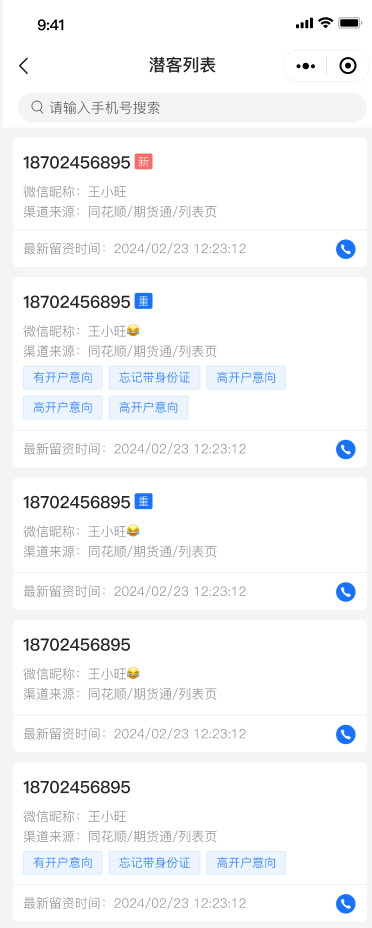 9:41
潜客列表
请输入手机号搜索
18702456895 新
微信昵称：王小旺
渠道来源：同花顺/期货通/列表页
最新留资时间：2024/02/23 12:23:12
18702456895 重
微信昵称：王小旺😂
渠道来源：同花顺/期货通/列表页
有开户意向 忘记带身份证 高开户意向
高开户意向 高开户意向
最新留资时间：2024/02/23 12:23:12
18702456895 重
微信昵称：王小旺😂
渠道来源：同花顺/期货通/列表页
最新留资时间：2024/02/23 12:23:12
18702456895
微信昵称：王小旺😂
渠道来源：同花顺/期货通/列表页
最新留资时间：2024/02/23 12:23:12
18702456895
微信昵称：王小旺
渠道来源：同花顺/期货通/列表页
有开户意向 忘记带身份证 高开户意向
最新留资时间：2024/02/23 12:23:12